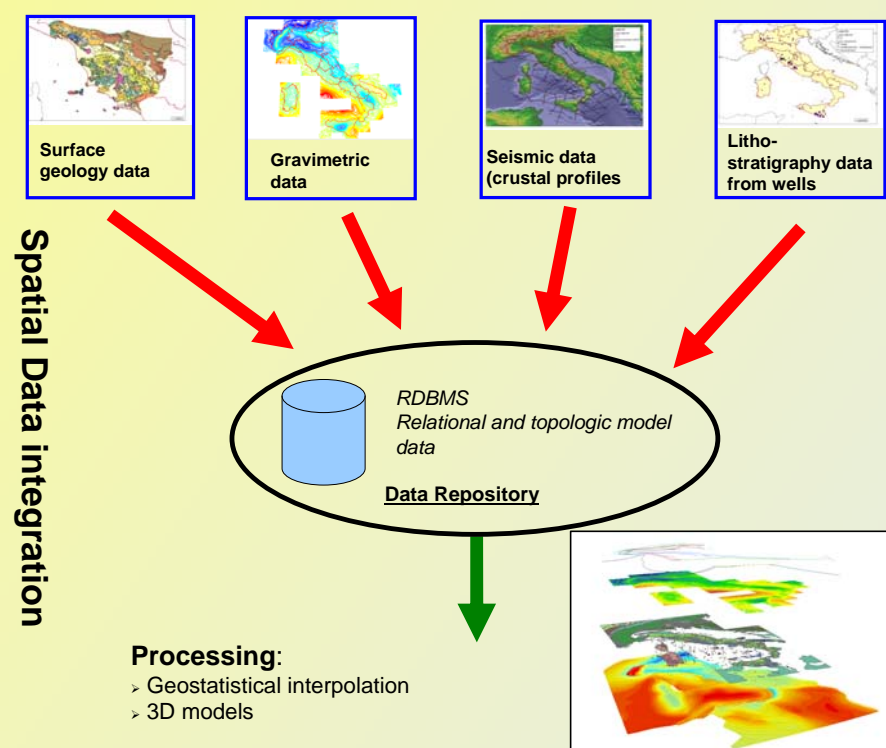 Surface
geology data
Gravimetric
data
Seismic data
(crustal profiles
Litho-
stratigraphy data
from wells
Spatial Data integration
RDBMS
Relational and topologic model
data
Data Repository
Processing:
➢ Geostatistical interpolation
➢ 3D models